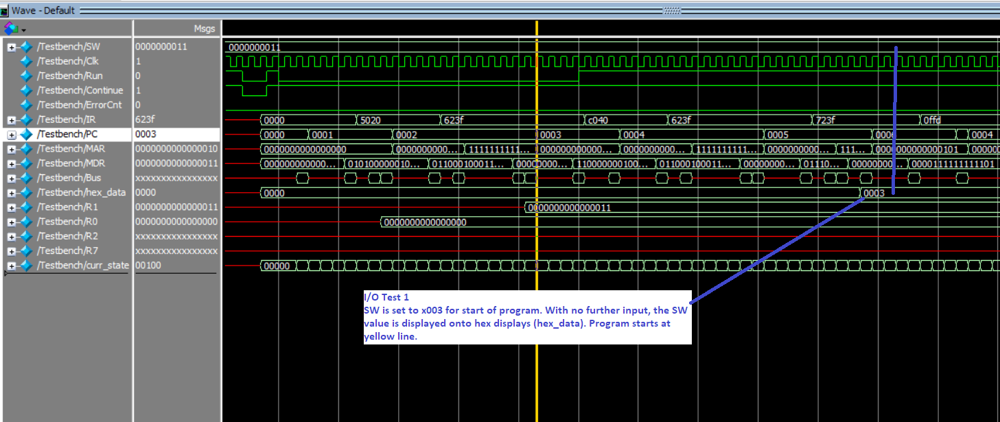 Wave - Default
Msgs
/Testbench/SW 0000000011 0000000011
/Testbench/Clk 1
/Testbench/Run 0
/Testbench/Continue 1
/Testbench/ErrorCnt 0
/Testbench/IR 623f 0000 5020 623f c040 623f 723f 0ffd
/Testbench/PC 0003 0000 0001 0002 0003 0004 0005 0006 0004
/Testbench/MAR 0000000000000010 0000000000000000 0000000000... 1111111111... 000000000000... 0000000000... 1111111111... 0000000000... 111... 0000000000000101 000000
/Testbench/MDR 0000000000000011 000000000000... 010100000010... 011000100011... 00000000... 110000000100... 011000100011... 00000000... 01110... 00000000... 0000111111111101
/Testbench/Bus xxxxxxxxxxxxxxxx
/Testbench/hex_data 0000 0000 0003
/Testbench/R1 0000000000000011 0000000000000011
/Testbench/R0 0000000000000000 0000000000000000
/Testbench/R2 xxxxxxxxxxxxxxxx
/Testbench/R7 xxxxxxxxxxxxxxxx
/Testbench/curr_state 00100 00000
I/O Test 1
SW is set to x003 for start of program. With no further input, the SW
value is displayed onto hex displays (hex_data). Program starts at
yellow line.